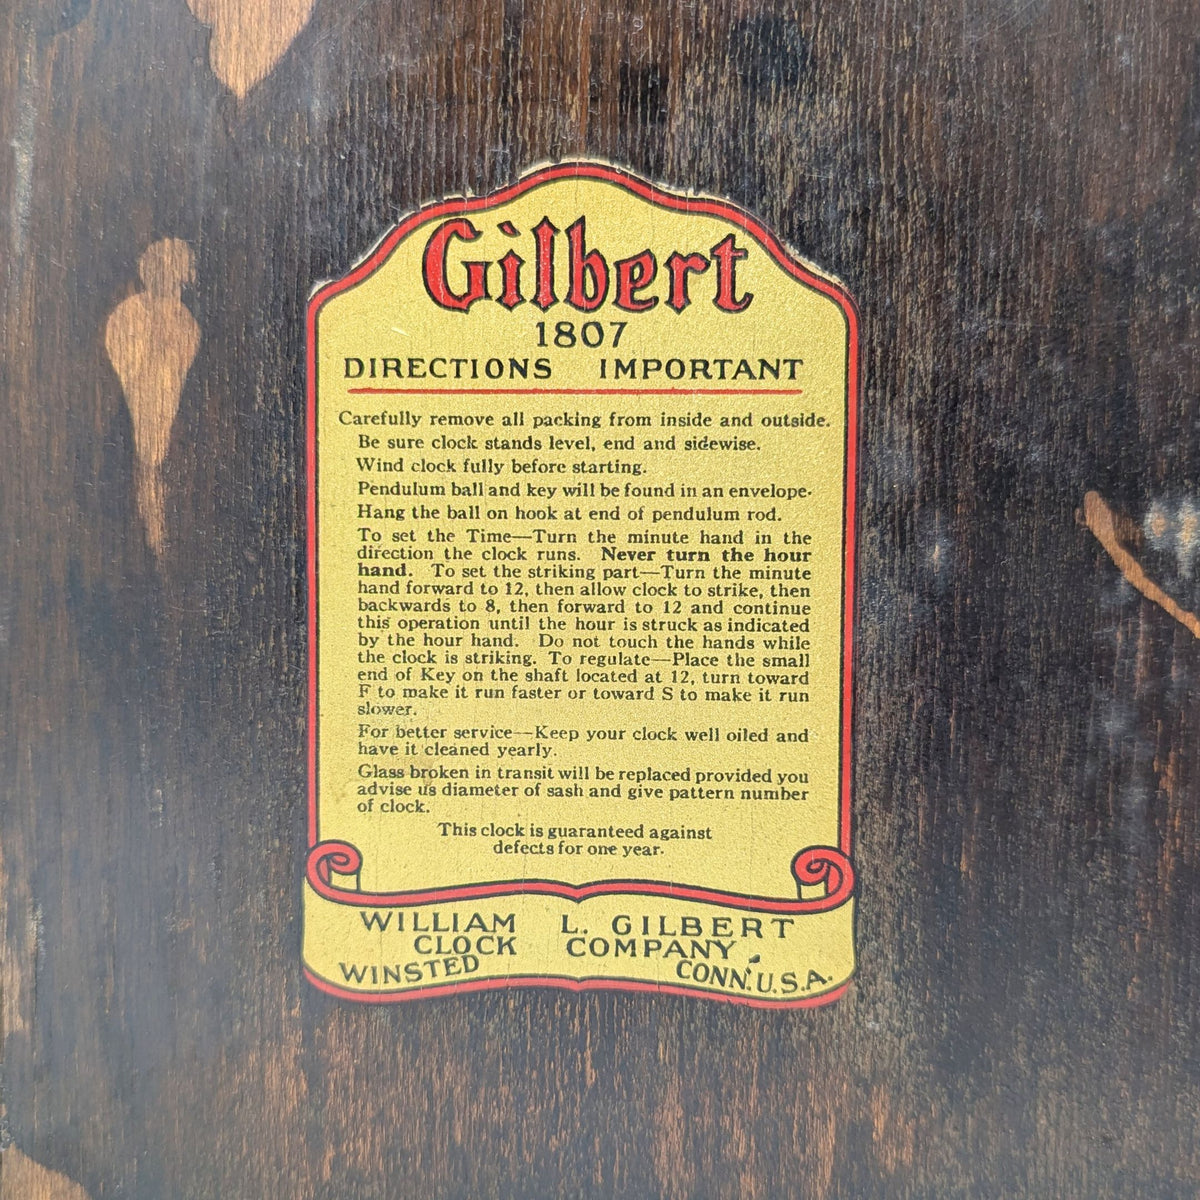 Gilbert
1807
DIRECTIONS IMPORTANT
Carefully remove all packing from inside and outside.
Be sure clock stands level, end and sidewise.
Wind clock fully before starting.
Pendulum ball and key will be found in an envelope.
Hang the ball on hook at end of pendulum rod.
To set the Time—Turn the minute hand in the
direction the clock runs. Never turn the hour
hand. To set the striking part—Turn the minute
hand forward to 12, then allow clock to strike, then
backwards to 8, then forward to 12 and continue
this operation until the hour is struck as indicated
by the hour hand. Do not touch the hands while
the clock is striking. To regulate—Place the small
end of Key on the shaft located at 12, turn toward
F to make it run faster or toward S to make it run
slower.
For better service—Keep your clock well oiled and
have it cleaned yearly.
Glass broken in transit will be replaced provided you
advise us diameter of sash and give pattern number
of clock.
This clock is guaranteed against
defects for one year.
WILLIAM L. GILBERT
CLOCK COMPANY,
WINSTED CONN. U.S.A.